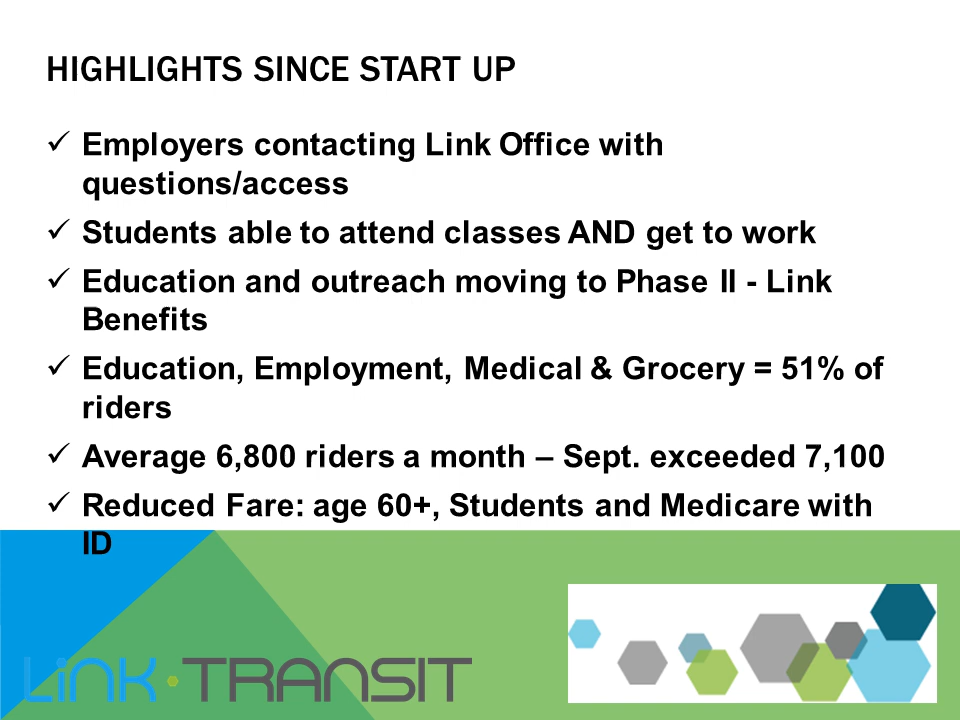 HIGHLIGHTS SINCE START UP
✓ Employers contacting Link Office with
questions/access
✓ Students able to attend classes AND get to work
✓ Education and outreach moving to Phase II - Link
Benefits
✓ Education, Employment, Medical & Grocery = 51% of
riders
✓ Average 6,800 riders a month – Sept. exceeded 7,100
✓ Reduced Fare: age 60+, Students and Medicare with
ID
LiNK·TRANSIT